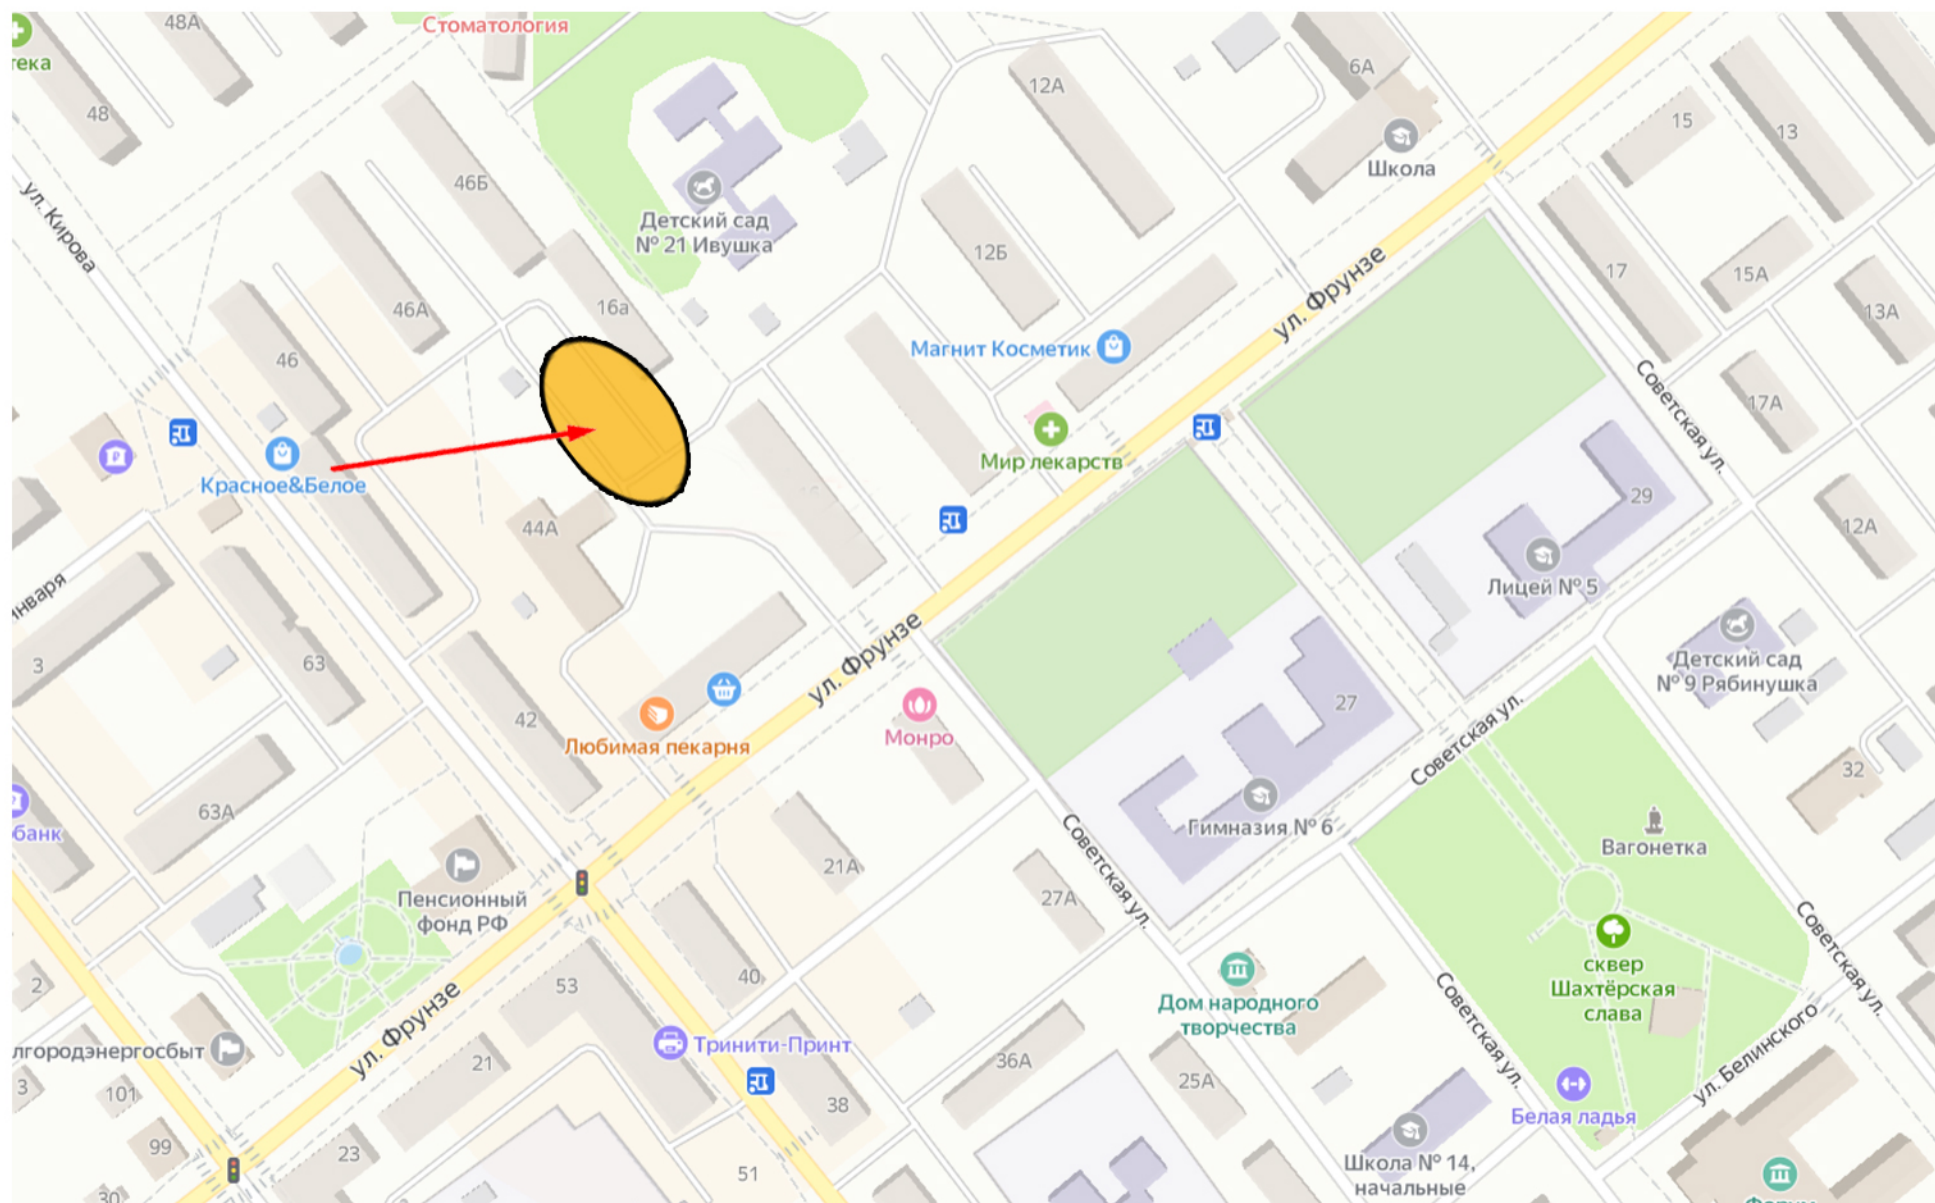 48А
Стоматология
тека
48
46Б
12А
6А
15
13
Школа
ул. Кирова
Детский сад
№ 21 Ивушка
12Б
17
15А
16а
46А
13А
ул. Фрунзе
46
Магнит Косметик
Советская ул.
17А
Мир лекарств
Красное&Белое
29
44А
12А
января
Лицей № 5
3
63
ул. Фрунзе
Детский сад
№ 9 Рябинушка
42
27
Любимая пекарня
Монро
Советская ул.
32
63А
банк
Гимназия № 6
Вагонетка
21А
Советская ул.
27А
Пенсионный
фонд РФ
Советская ул.
2
53
40
сквер
Шахтёрская
слава
Дом народного
творчества
Советская ул.
ул. Фрунзе
лгородэнергосбыт
21
Тринити-Принт
36А
25А
ул. Белинского
3
101
38
Белая ладья
99
23
51
Школа № 14,
начальные
30